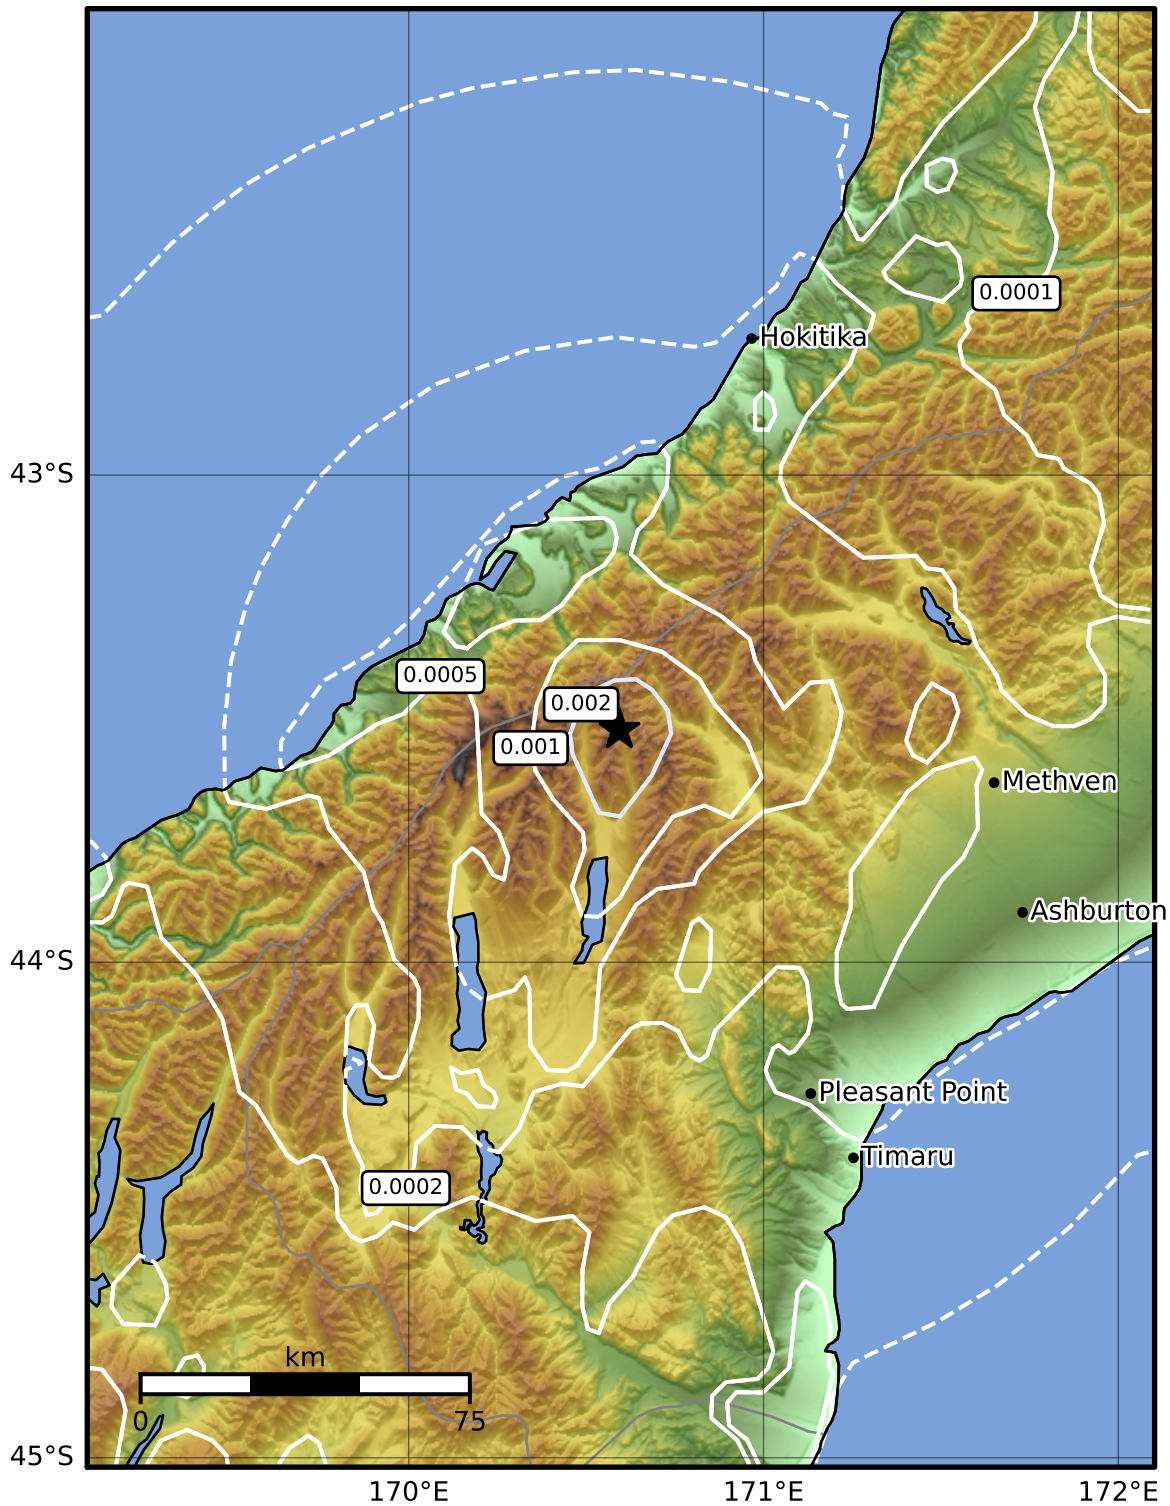 0.0001
Hokitika
43°S
0.0005
0.002
0.001
Methven
Ashburton
44°S
Pleasant Point
Timaru
0.0002
km
0 75
45°S
170°E 171°E 172°E